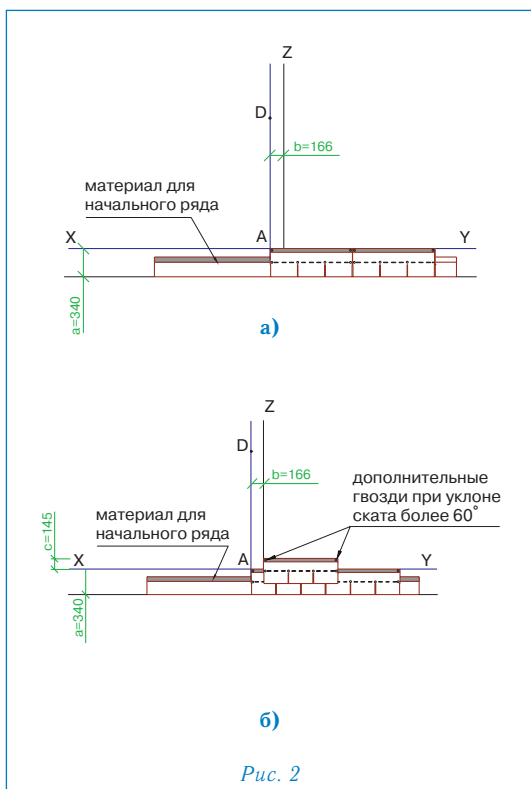 Z
D
b=166
материал для
начального ряда
X
A
Y
a=340
а)
Z
D
b=166
дополнительные
гвозди при уклоне
ската более 60°
материал для
начального ряда
c=145
X
A
Y
a=340
б)
Рис. 2